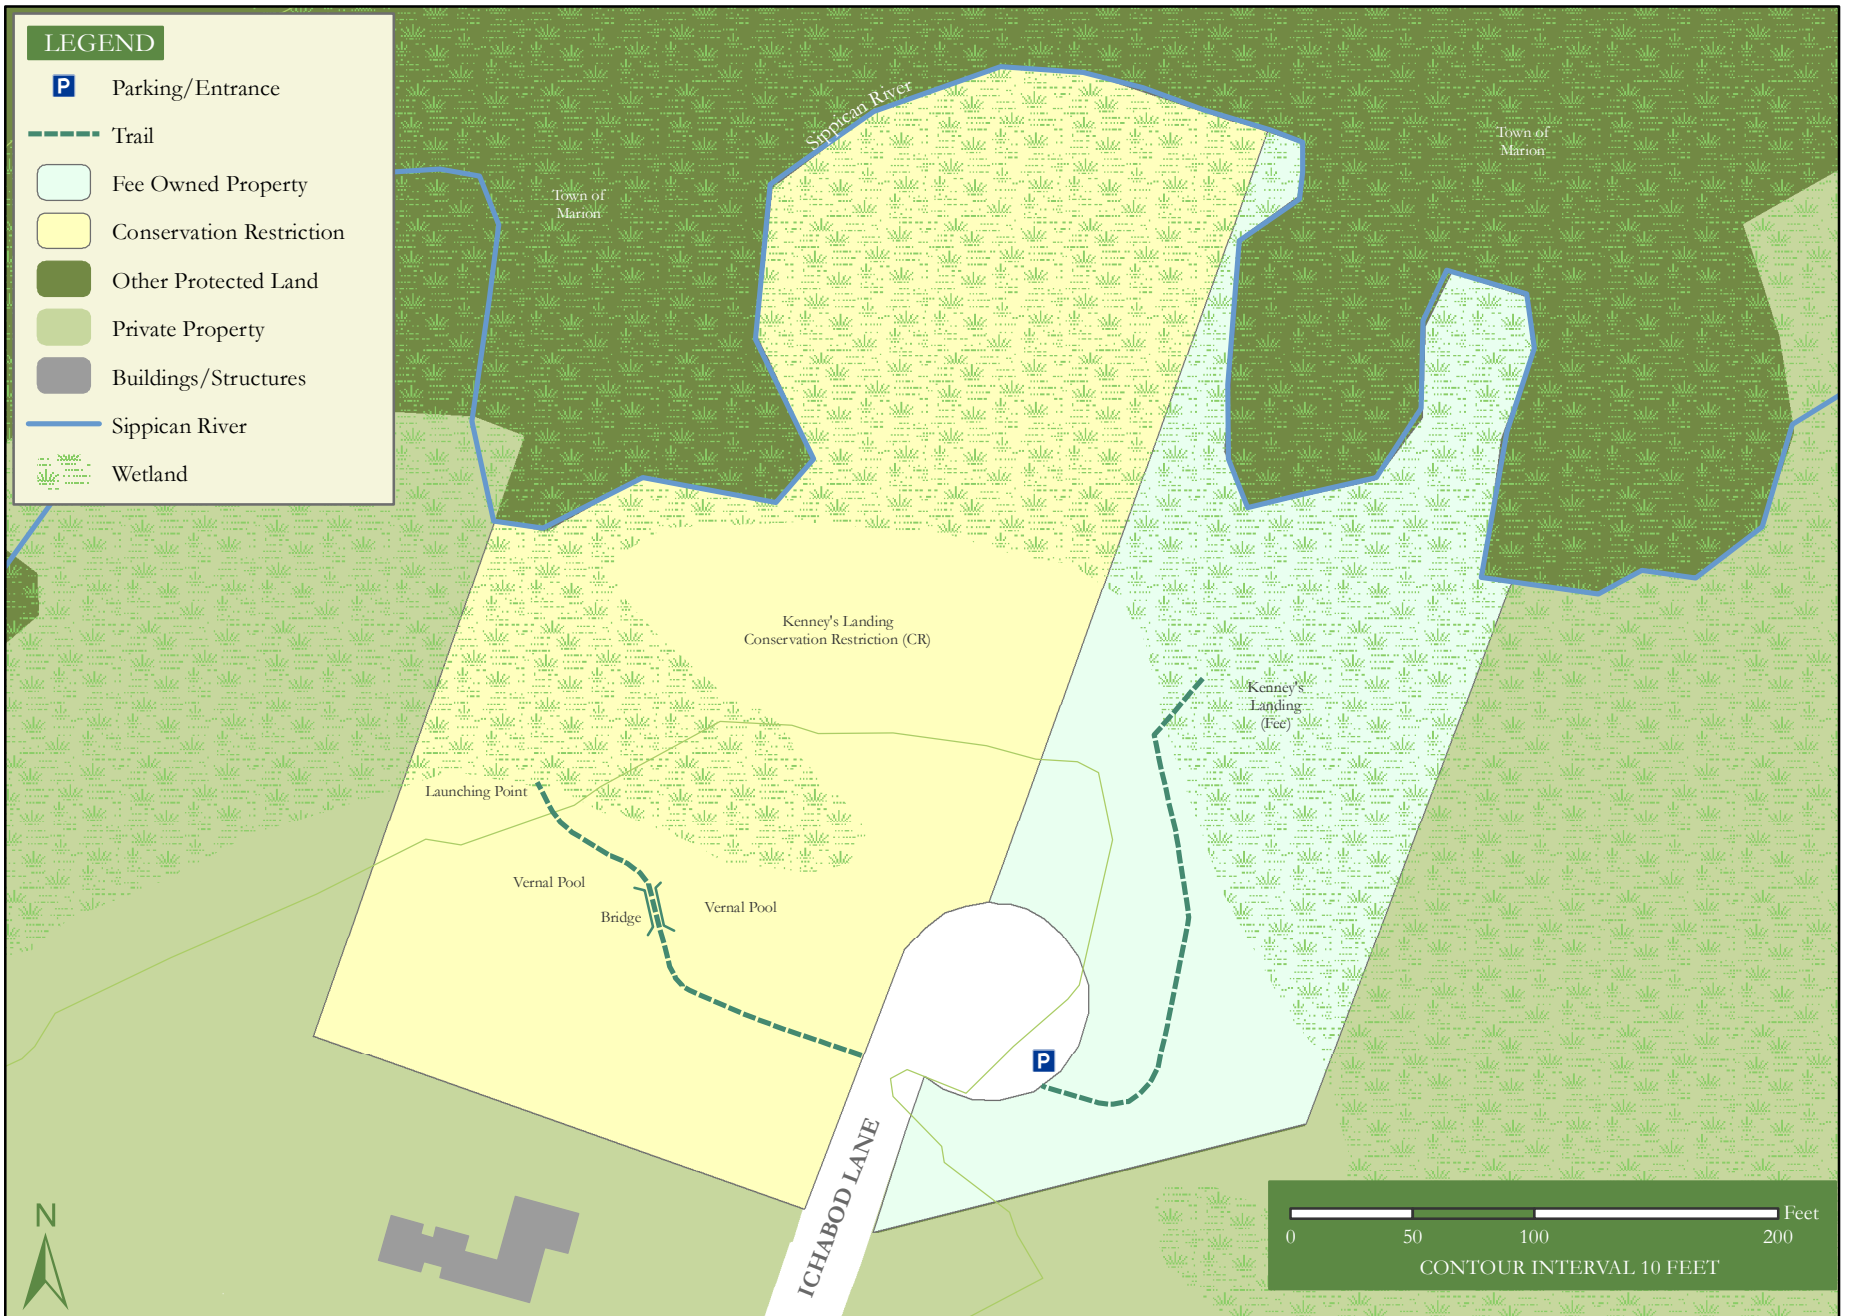 LEGEND
P
Parking/Entrance
Trail
Fee Owned Property
Conservation Restriction
Other Protected Land
Private Property
Buildings/Structures
Sippican River
Wetland
Sippican River
Town of
Marion
Town of
Marion
Kenney's Landing
Conservation Restriction (CR)
Kenney's
Landing
(Fee)
Launching Point
Vernal Pool
Bridge
Vernal Pool
P
ICHABOD LANE
N
Feet
0 50 100 200
CONTOUR INTERVAL 10 FEET